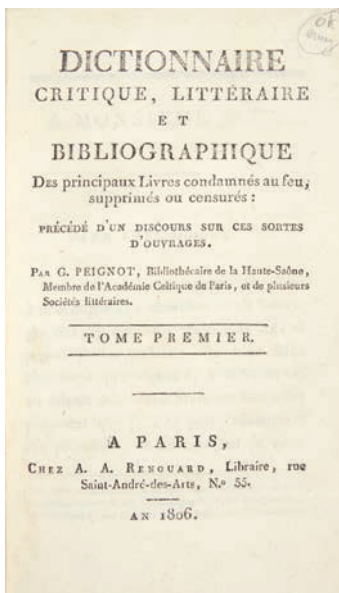 OK
DICTIONNAIRE
CRITIQUE, LITTÉRAIRE
ET
BIBLIOGRAPHIQUE
Des principaux Livres condamnés au feu,
supprimés ou censurés :
PRÉCÉDÉ D'UN DISCOURS SUR CES SORTES
D'OUVRAGES.
PAR G. PEIGNOT, Bibliothécaire de la Haute-Saône,
Membre de l'Académie Celtique de Paris, et de plusieurs
Sociétés littéraires.
TOME PREMIER.
A PARIS,
CHEZ A. A. RENOUARD, Libraire, rue
Saint-André-des-Arts, N.º 55.
AN 1806.